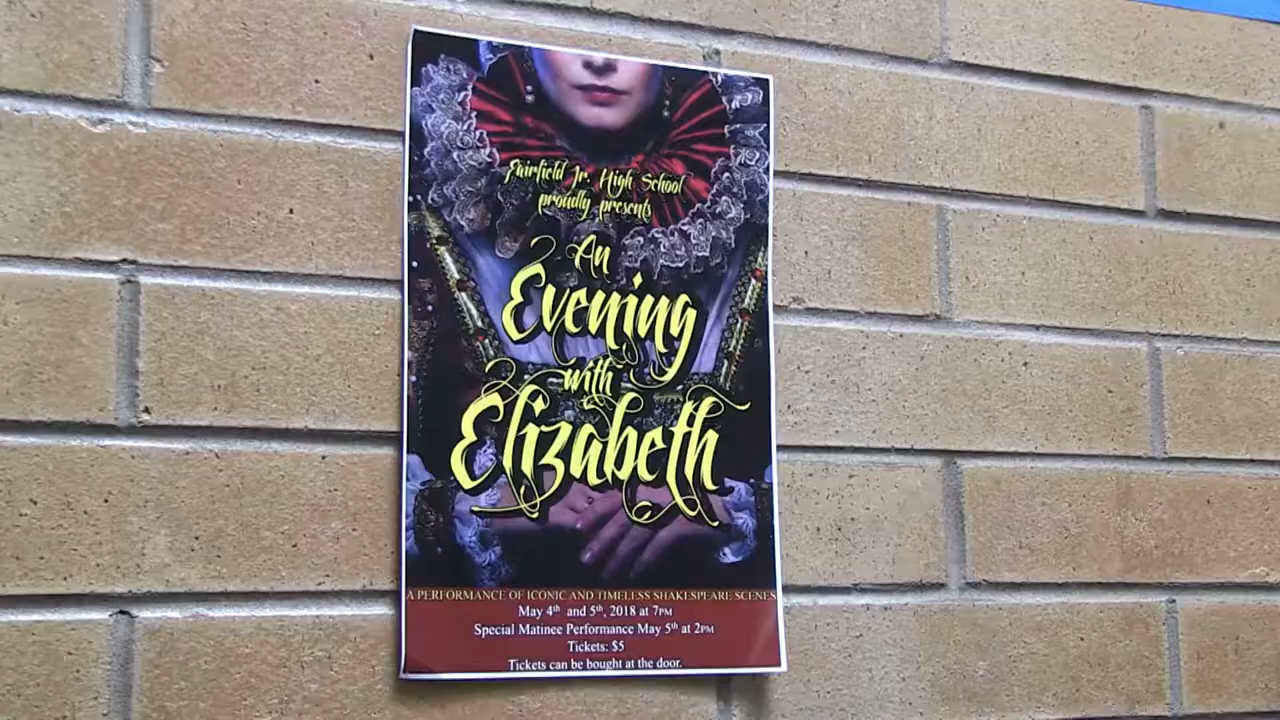 Fairfield Jr. High School
proudly presents
An
Evening
with
Elizabeth
A PERFORMANCE OF ICONIC AND TIMELESS SHAKESPEARE SCENES
May 4th and 5th, 2018 at 7PM
Special Matinee Performance May 5th at 2PM
Tickets: $5
Tickets can be bought at the door.